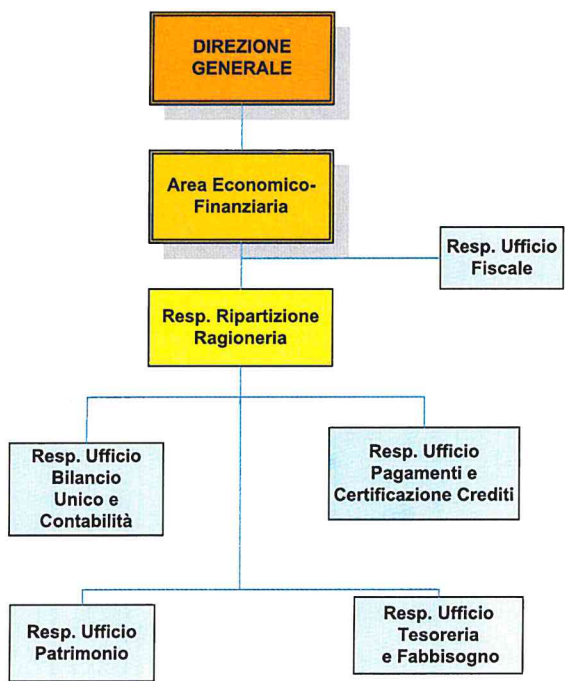 DIREZIONE
GENERALE
Area Economico-
Finanziaria
Resp. Ufficio
Fiscale
Resp. Ripartizione
Ragioneria
Resp. Ufficio
Bilancio
Unico e
Contabilità
Resp. Ufficio
Pagamenti e
Certificazione Crediti
Resp. Ufficio
Patrimonio
Resp. Ufficio
Tesoreria
e Fabbisogno